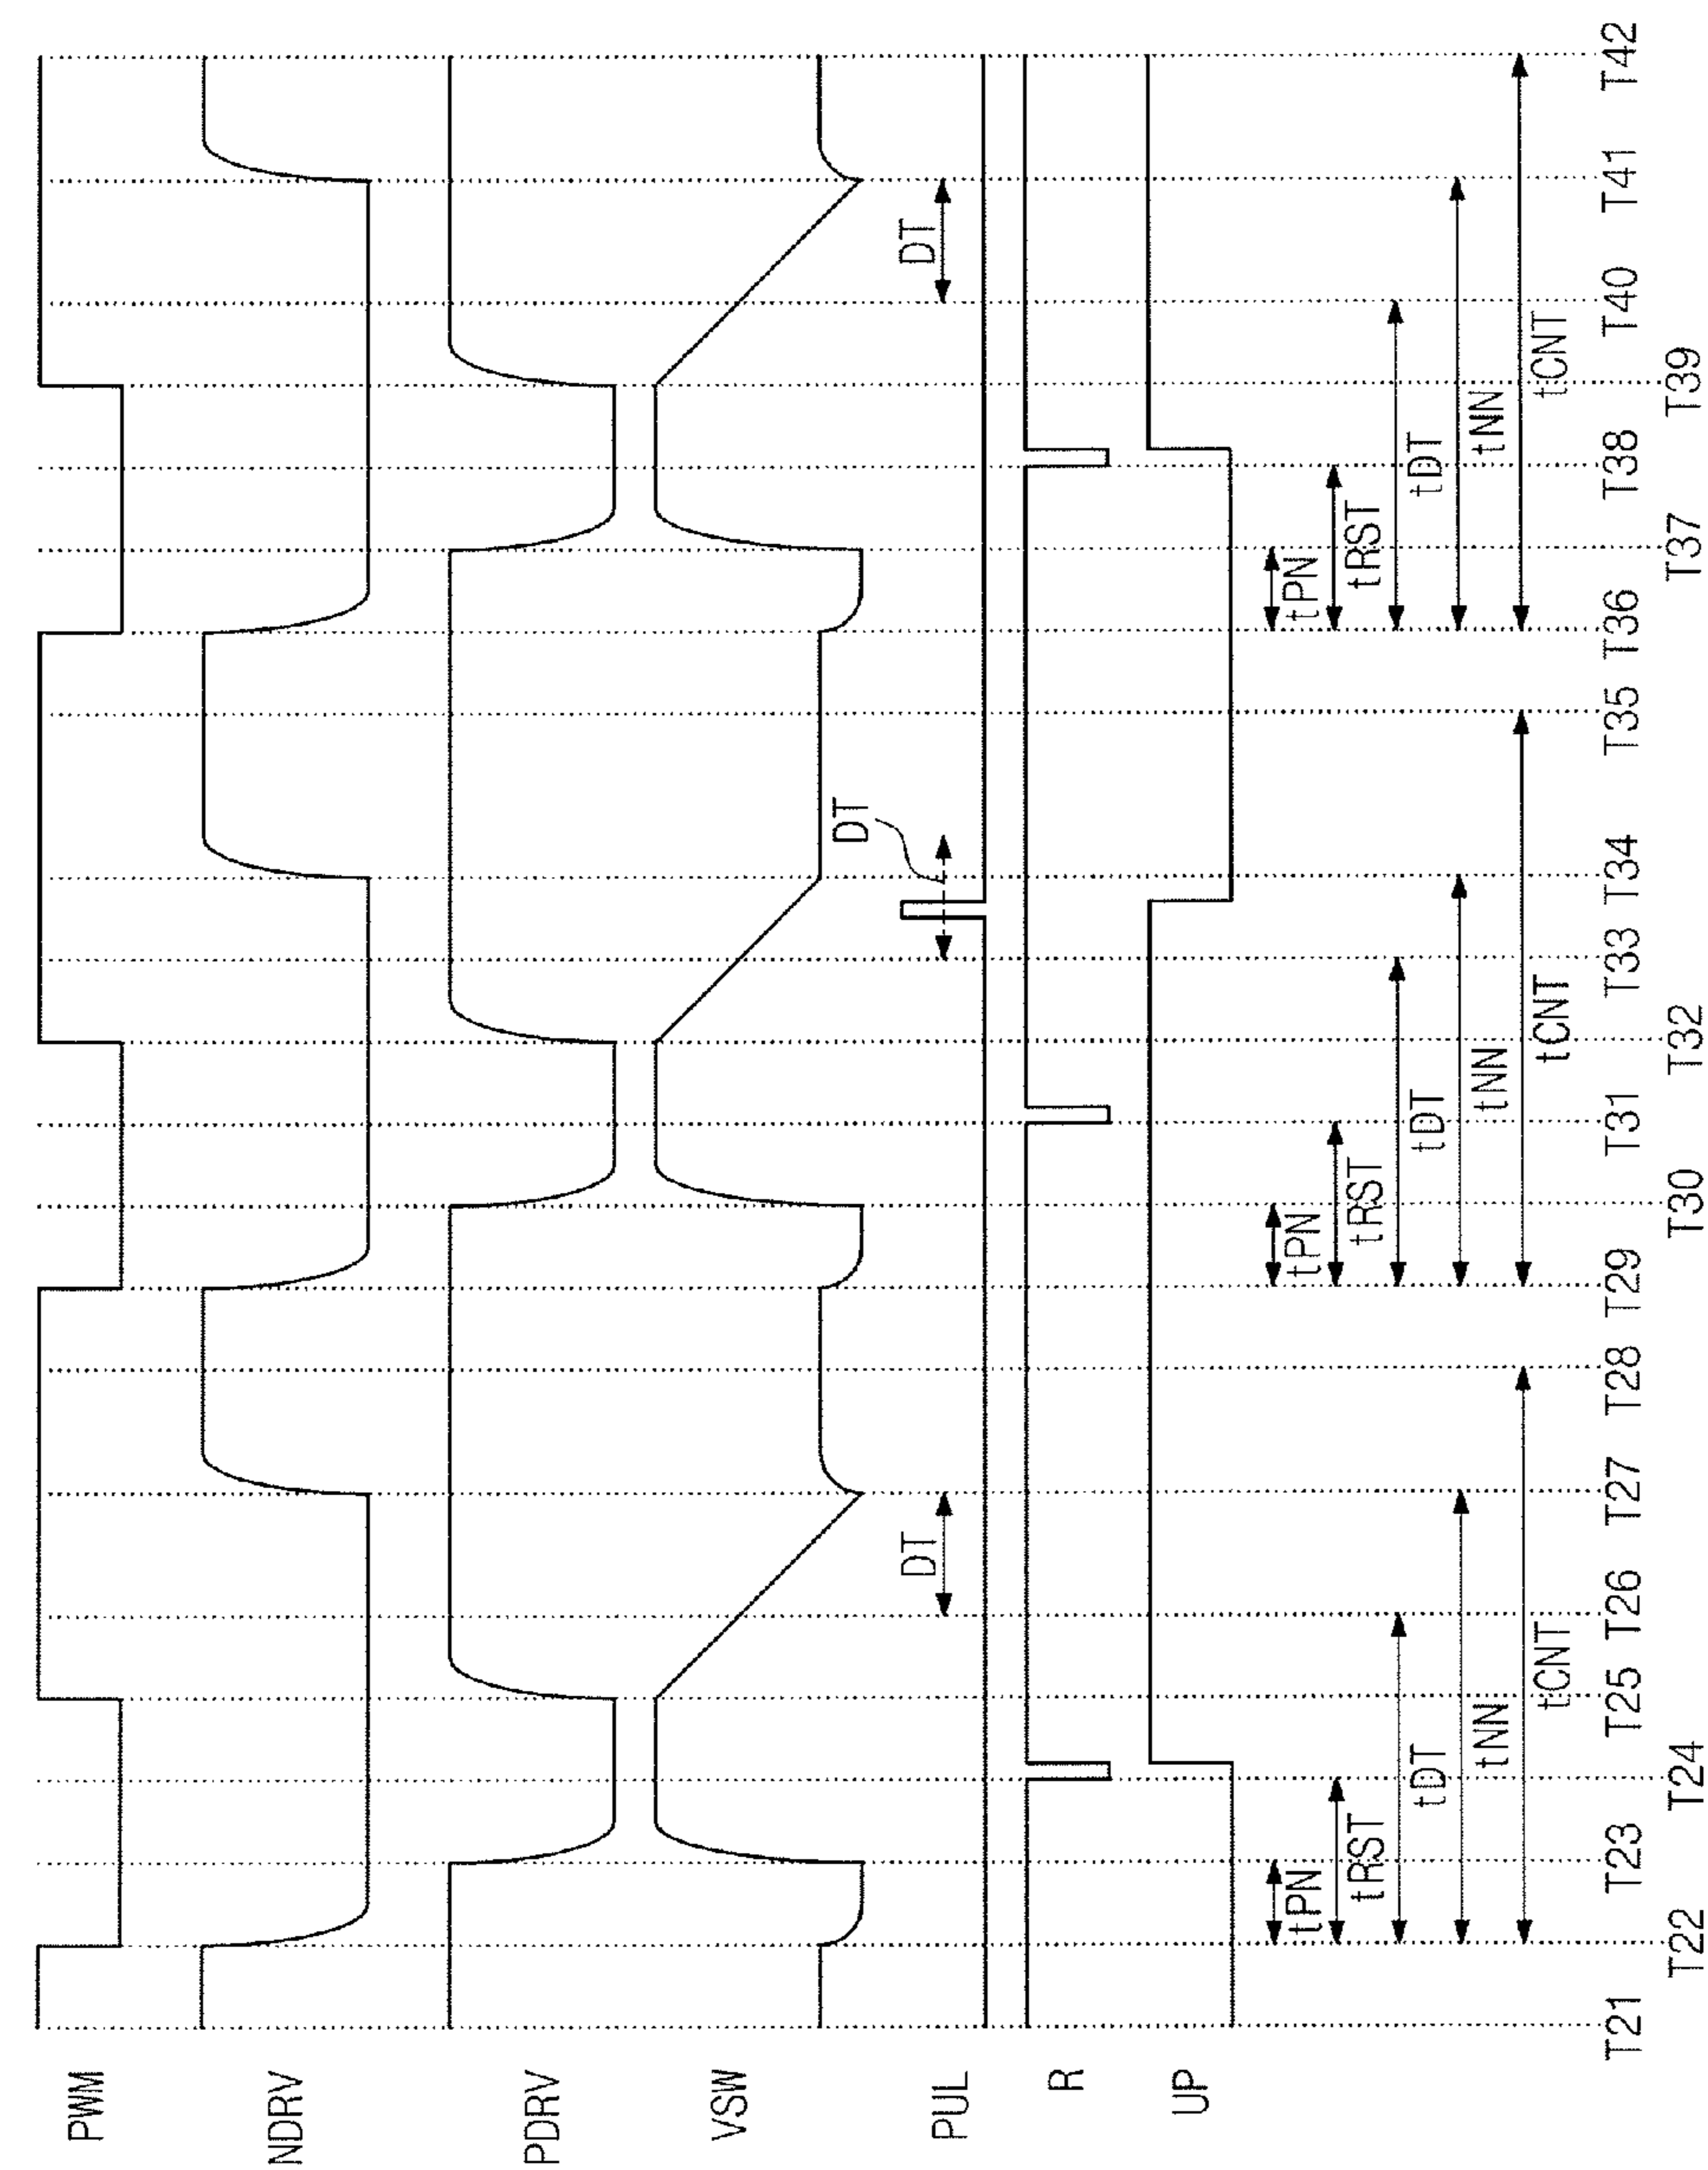 PWM
NDRV
PDRV
VSW
DT
DT
DT
PUL
R
UP
tPN
tPN
tPN
tRST
tRST
tRST
tDT
tDT
tDT
tNN
tNN
tNN
tCNT
tCNT
tCNT
T21 T23 T25 T26 T27 T28 T29 T31 T33 T34 T35 T36 T38 T40 T41 T42
T22 T24 T30 T32 T37 T39